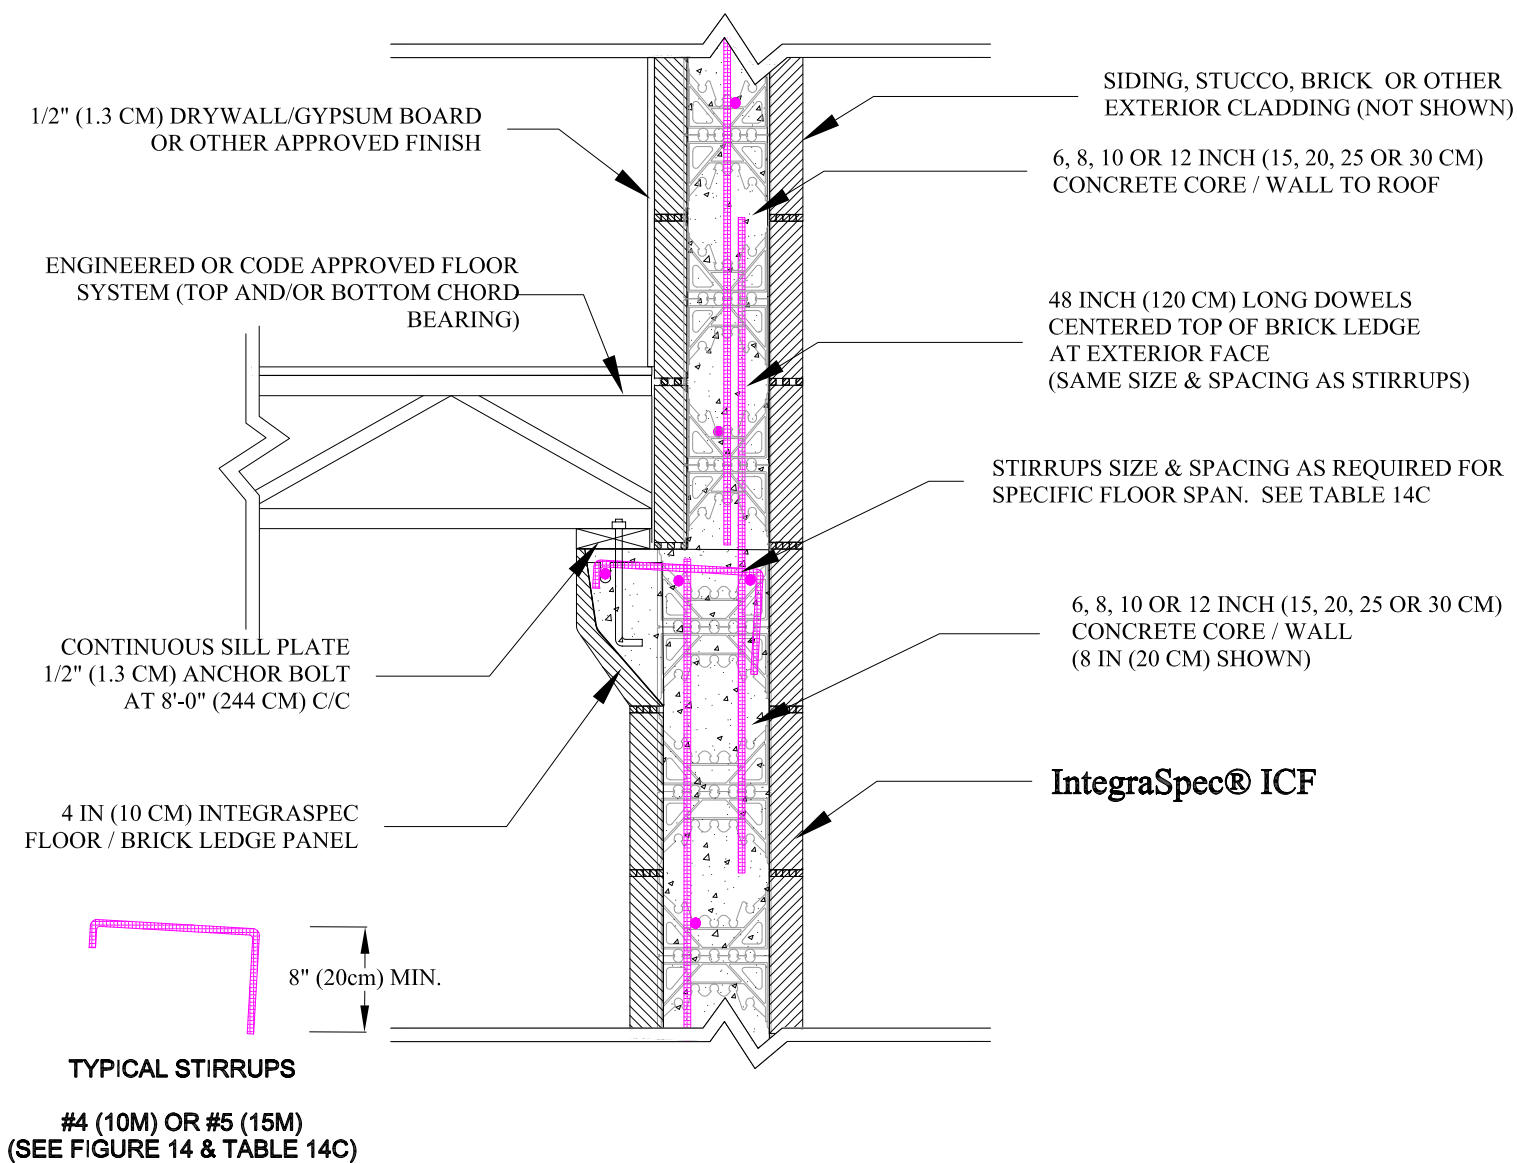 1/2" (1.3 CM) DRYWALL/GYPSUM BOARD
OR OTHER APPROVED FINISH
ENGINEERED OR CODE APPROVED FLOOR
SYSTEM (TOP AND/OR BOTTOM CHORD
BEARING)
CONTINUOUS SILL PLATE
1/2" (1.3 CM) ANCHOR BOLT
AT 8'-0" (244 CM) C/C
4 IN (10 CM) INTEGRASPEC
FLOOR / BRICK LEDGE PANEL
8" (20cm) MIN.
TYPICAL STIRRUPS
#4 (10M) OR #5 (15M)
(SEE FIGURE 14 & TABLE 14C)
SIDING, STUCCO, BRICK OR OTHER
EXTERIOR CLADDING (NOT SHOWN)
6, 8, 10 OR 12 INCH (15, 20, 25 OR 30 CM)
CONCRETE CORE / WALL TO ROOF
48 INCH (120 CM) LONG DOWELS
CENTERED TOP OF BRICK LEDGE
AT EXTERIOR FACE
(SAME SIZE & SPACING AS STIRRUPS)
STIRRUPS SIZE & SPACING AS REQUIRED FOR
SPECIFIC FLOOR SPAN. SEE TABLE 14C
6, 8, 10 OR 12 INCH (15, 20, 25 OR 30 CM)
CONCRETE CORE / WALL
(8 IN (20 CM) SHOWN)
IntegraSpec® ICF